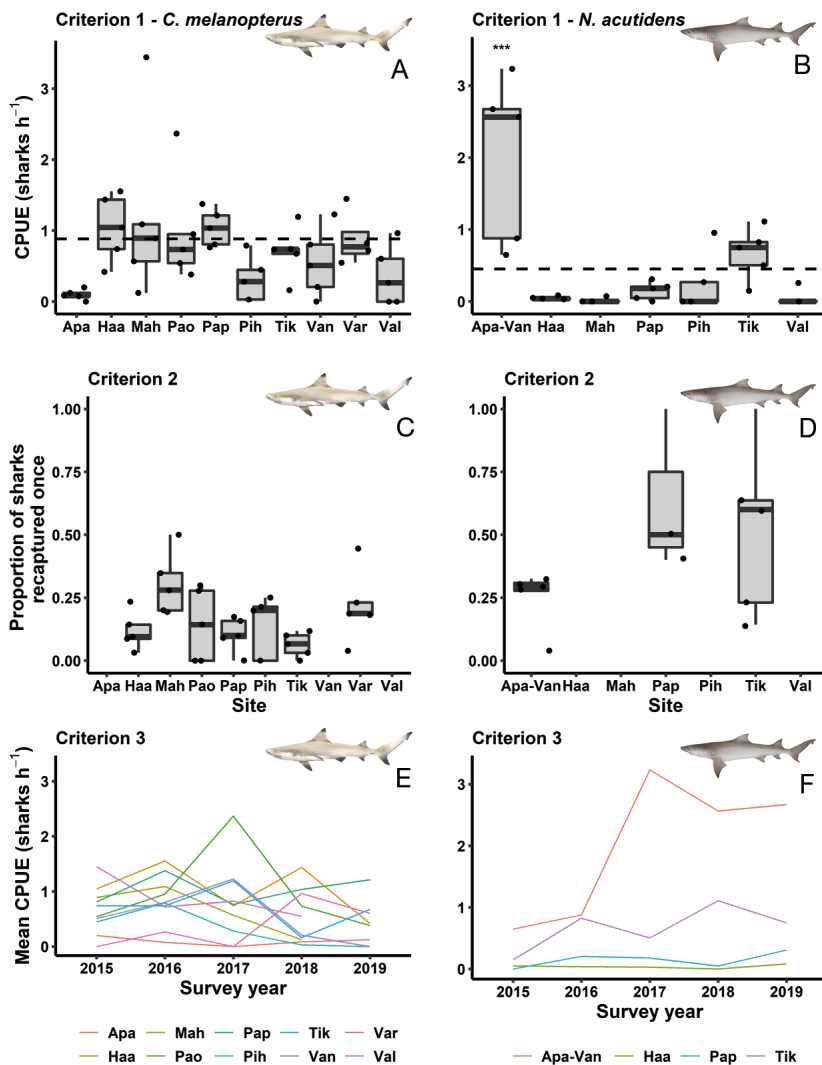 Criterion 1 - C. melanopterus
A
CPUE (sharks h⁻¹)
3
2
1
0
Apa Haa Mah Pao Pap Pih Tik Van Var Val
Criterion 1 - N. acutidens
B
***
3
2
1
0
Apa-Van Haa Mah Pap Pih Tik Val
Criterion 2
C
Proportion of sharks
recaptured once
1.00
0.75
0.50
0.25
0.00
Apa Haa Mah Pao Pap Pih Tik Van Var Val
Site
Criterion 2
D
1.00
0.75
0.50
0.25
0.00
Apa-Van Haa Mah Pap Pih Tik Val
Site
Criterion 3
E
Mean CPUE (sharks h⁻¹)
3
2
1
0
2015 2016 2017 2018 2019
Survey year
Apa Mah Pap Tik Var
Haa Pao Pih Van Val
Criterion 3
F
3
2
1
0
2015 2016 2017 2018 2019
Survey year
Apa-Van Haa Pap Tik